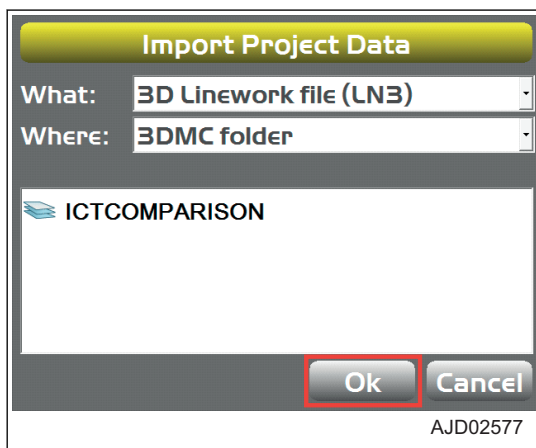 Import Project Data
What: 3D Linework file (LN3)
Where: 3DMC folder
ICTCOMPARISON
Ok Cancel
AJD02577